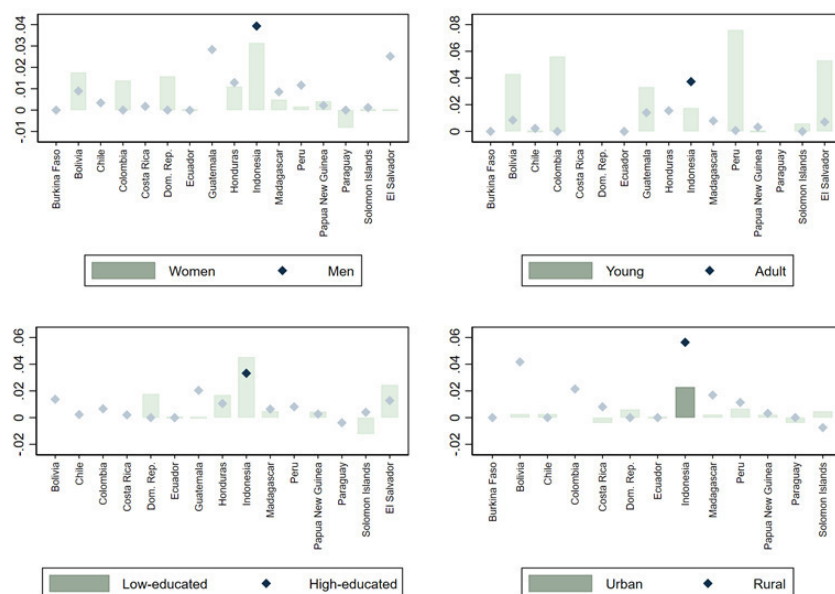 .04
.03
.02
.01
0
-.01
Burkina Faso
Bolivia
Chile
Colombia
Costa Rica
Dom. Rep.
Ecuador
Guatemala
Honduras
Indonesia
Madagascar
Peru
Papua New Guinea
Paraguay
Solomon Islands
El Salvador
Women Men
.08
.06
.04
.02
0
Burkina Faso
Bolivia
Chile
Colombia
Costa Rica
Dom. Rep.
Ecuador
Guatemala
Honduras
Indonesia
Madagascar
Peru
Papua New Guinea
Paraguay
Solomon Islands
El Salvador
Young Adult
.06
.04
.02
0
-.02
Bolivia
Chile
Colombia
Costa Rica
Dom. Rep.
Ecuador
Guatemala
Honduras
Indonesia
Madagascar
Peru
Papua New Guinea
Paraguay
Solomon Islands
El Salvador
Low-educated High-educated
.06
.04
.02
0
-.02
Burkina Faso
Bolivia
Chile
Colombia
Costa Rica
Dom. Rep.
Ecuador
Indonesia
Madagascar
Peru
Papua New Guinea
Paraguay
Solomon Islands
Urban Rural